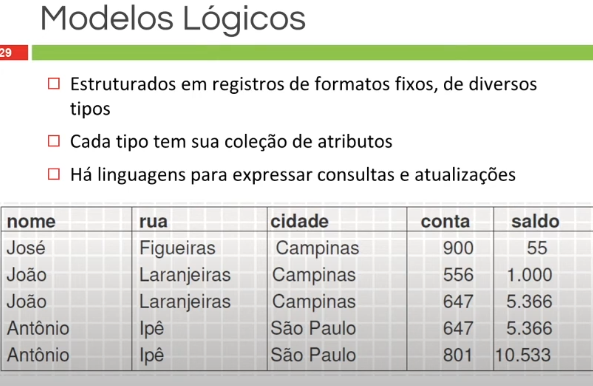 Modelos Lógicos
29
Estruturados em registros de formatos fixos, de diversos
tipos
Cada tipo tem sua coleção de atributos
Há linguagens para expressar consultas e atualizações
nome rua cidade conta saldo
José Figueiras Campinas 900 55
João Laranjeiras Campinas 556 1.000
João Laranjeiras Campinas 647 5.366
Antônio Ipê São Paulo 647 5.366
Antônio Ipê São Paulo 801 10.533